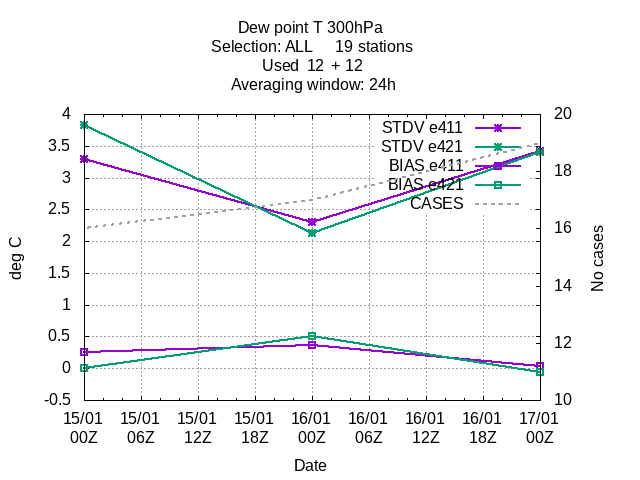 Dew point T 300hPa
Selection: ALL     19 stations
Used  12  + 12
Averaging window: 24h
STDV e411
STDV e421
BIAS e411
BIAS e421
CASES
4
3.5
3
2.5
2
1.5
1
0.5
0
-0.5
deg C
20
18
16
14
12
10
No cases
15/01 15/01 15/01 15/01 16/01 16/01 16/01 16/01 17/01
00Z 06Z 12Z 18Z 00Z 06Z 12Z 18Z 00Z
Date